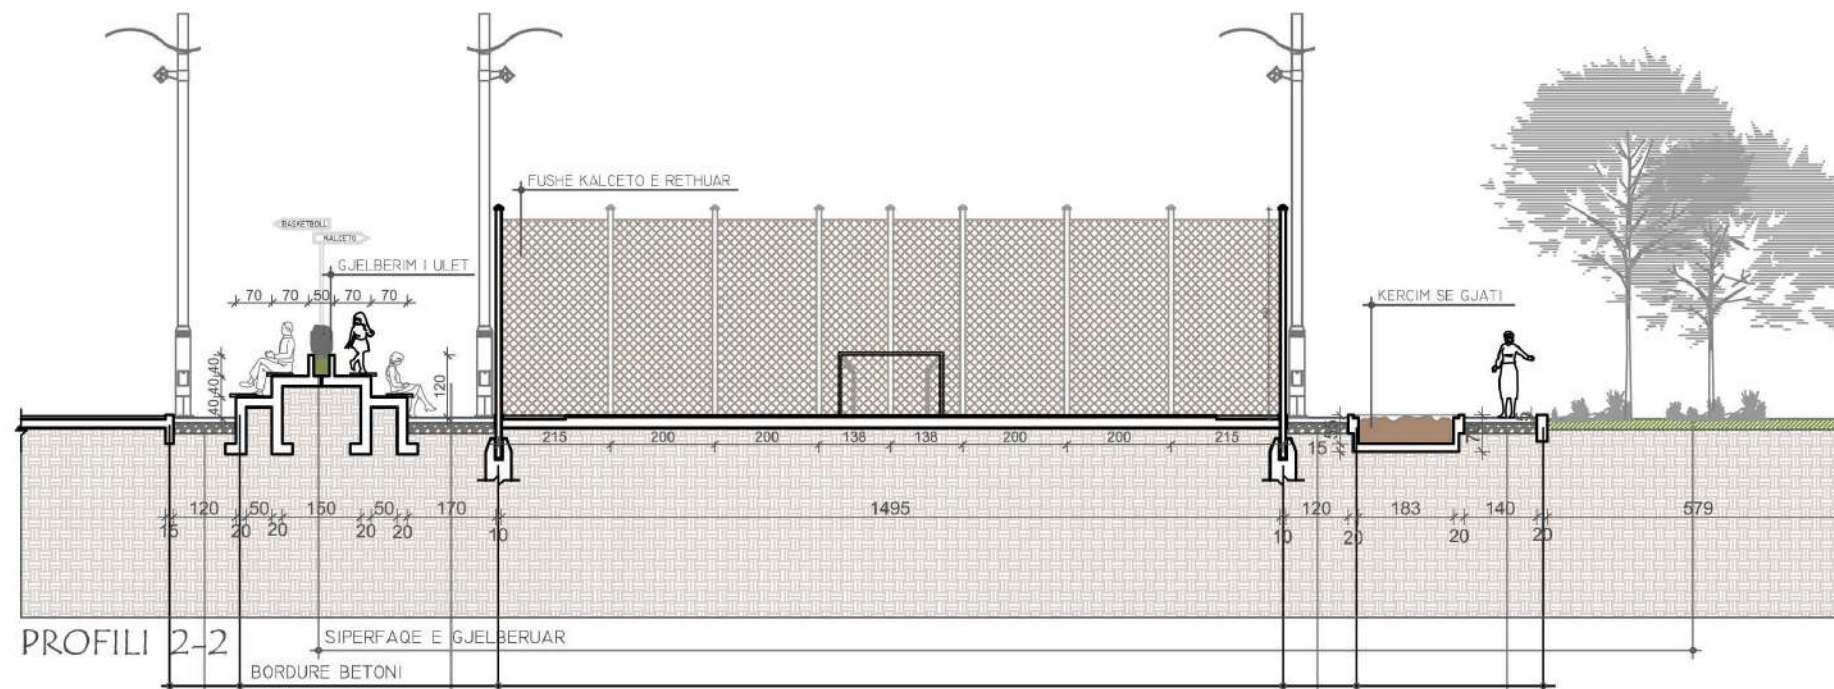 FUSHE KALCETO E RETHUAR
BASKETBOLL
KALCETO
GJELBERIM I ULET
70 70 50 70 70
KERCIM SE GJATI
40 40 40
120
215 200 200 138 138 200 200 215
15
120 50 150 50 170 1495 120 183 140 579
15 20 20 20 20 10 10 20 20 20
PROFILI 2-2
SIPERFAQE E GJELBERUAR
BORDURE BETONI